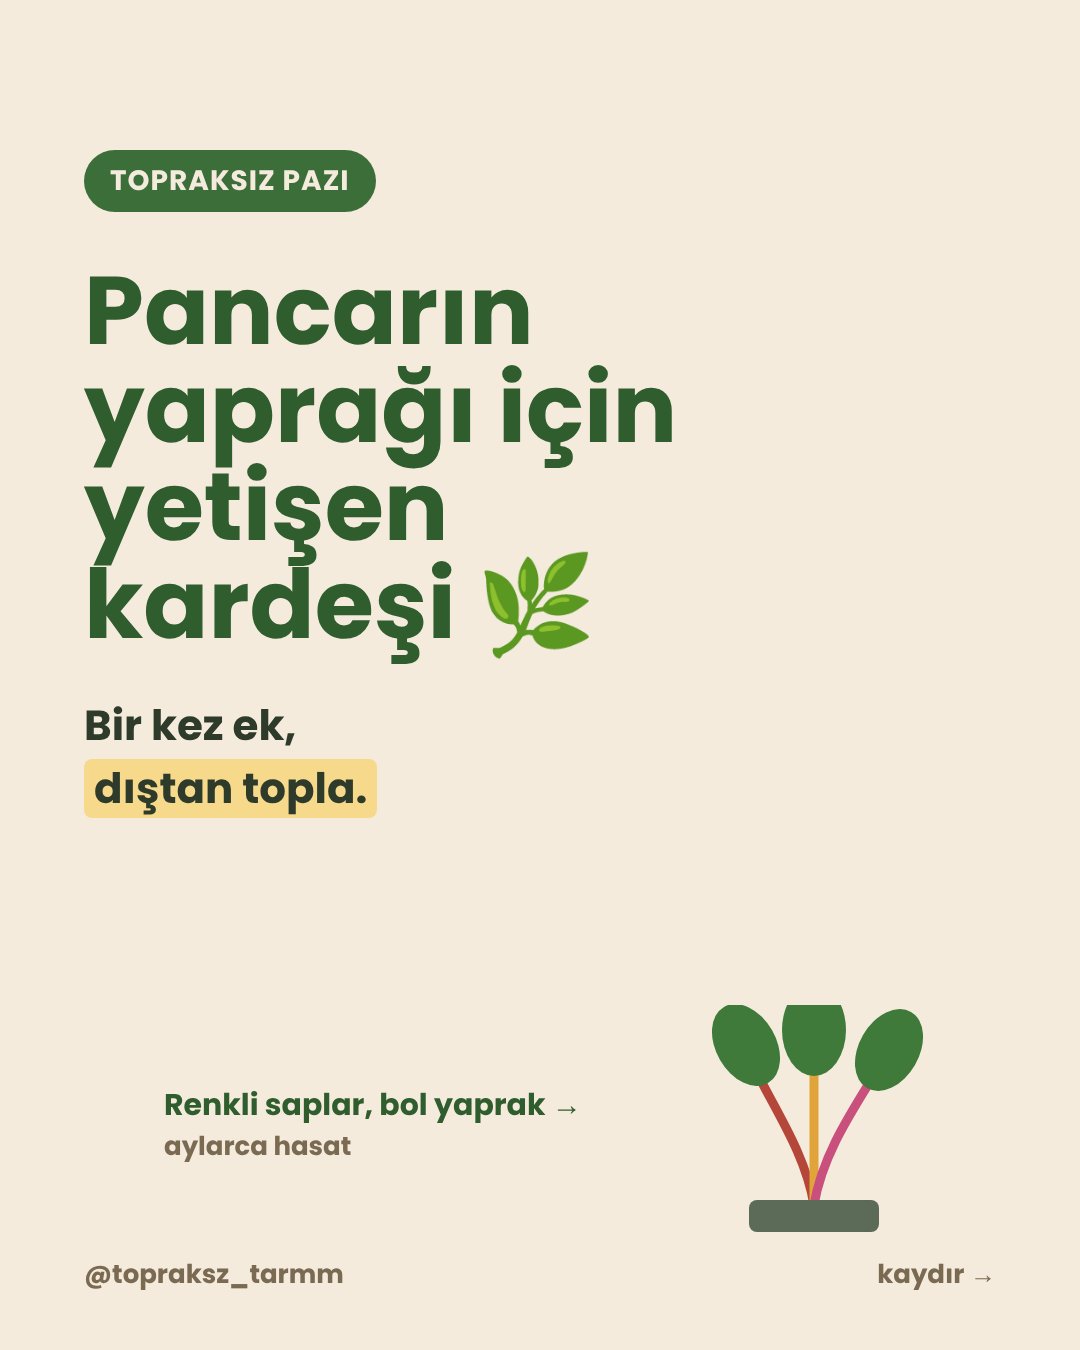 TOPRAKSIZ PAZI
Pancarın
yaprağı için
yetişen
kardeşi 🌿
Bir kez ek,
dıştan topla.
Renkli saplar, bol yaprak →
aylarca hasat
@topraksz_tarmm
kaydır →